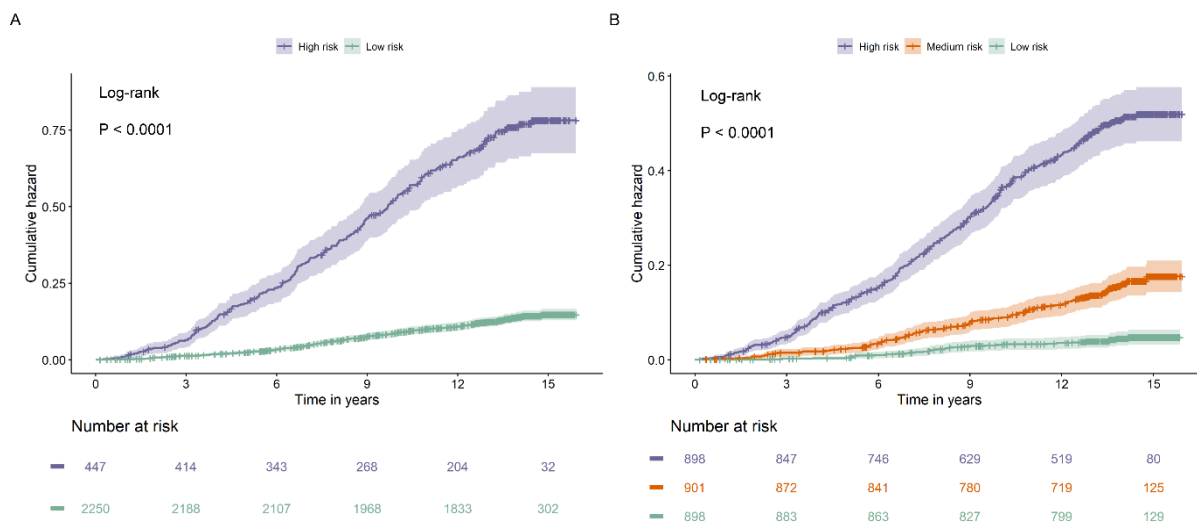 A
High risk Low risk
Log-rank
P < 0.0001
0.75
0.50
0.25
0.00
Cumulative hazard
0 3 6 9 12 15
Time in years
Number at risk
447 414 343 268 204 32
2250 2188 2107 1968 1833 302
B
High risk Medium risk Low risk
Log-rank
P < 0.0001
0.6
0.4
0.2
0.0
Cumulative hazard
0 3 6 9 12 15
Time in years
Number at risk
898 847 746 629 519 80
901 872 841 780 719 125
898 883 863 827 799 129